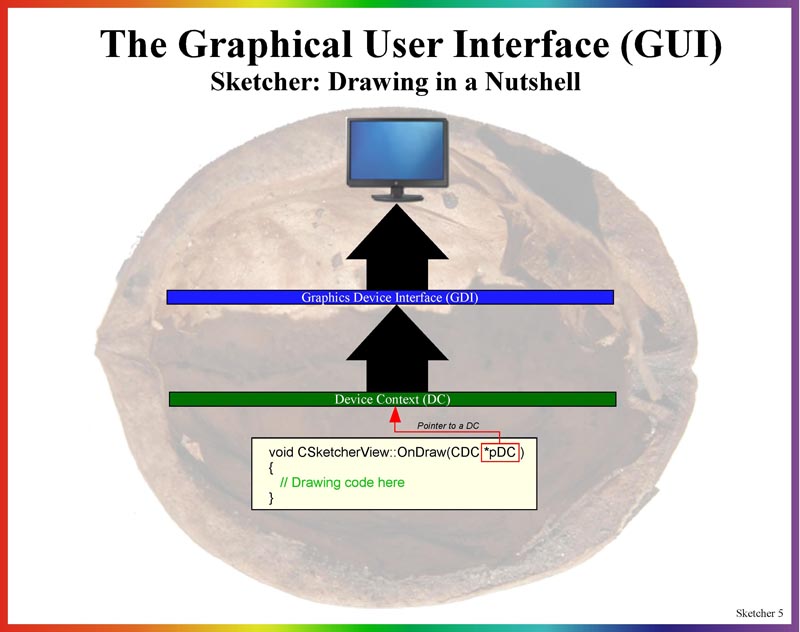 The Graphical User Interface (GUI)
Sketcher: Drawing in a Nutshell
Graphics Device Interface (GDI)
Device Context (DC)
Pointer to a DC
void CSketcherView::OnDraw(CDC *pDC )
{
// Drawing code here
}
Sketcher 5